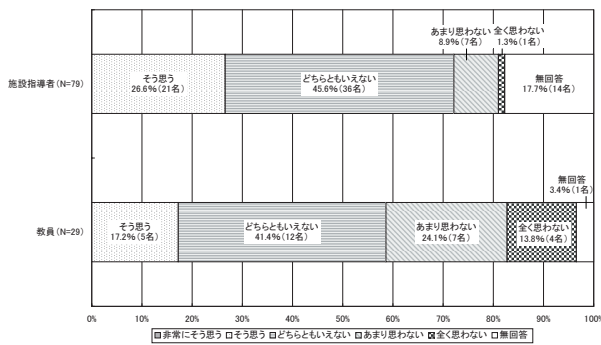 あまり思わない
8.9%(7名)
全く思わない
1.3%(1名)
施設指導者(N=79)
そう思う
26.6%(21名)
どちらともいえない
45.6%(36名)
無回答
17.7%(14名)
無回答
3.4%(1名)
教員(N=29)
そう思う
17.2%(5名)
どちらともいえない
41.4%(12名)
あまり思わない
24.1%(7名)
全く思わない
13.8%(4名)
0% 10% 20% 30% 40% 50% 60% 70% 80% 90% 100%
非常にそう思う そう思う どちらともいえない あまり思わない 全く思わない 無回答